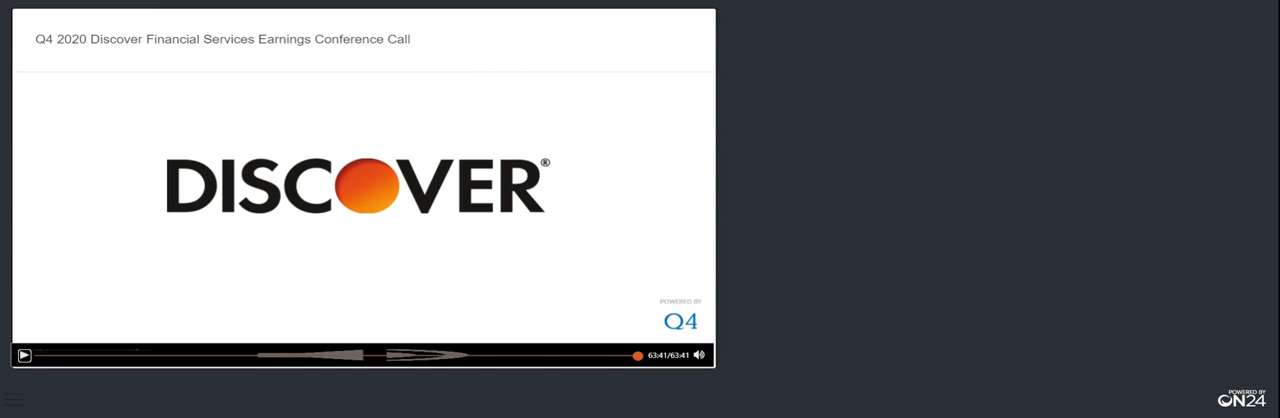 Q4 2020 Discover Financial Services Earnings Conference Call
DISCOVER®
POWERED BY
Q4
63:41/63:41
POWERED BY
ON24